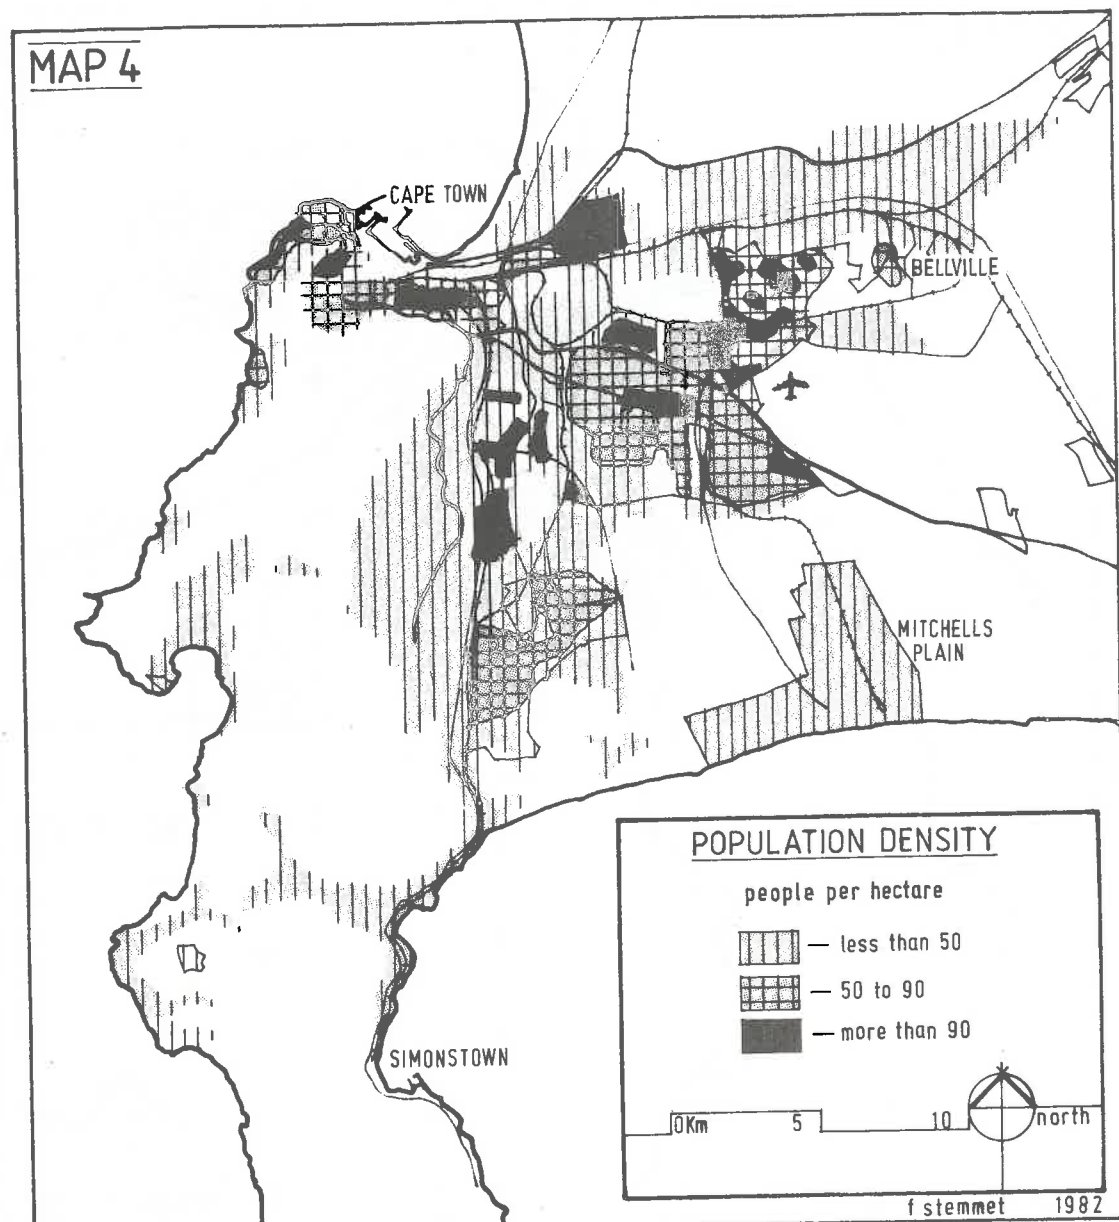 MAP 4
CAPE TOWN
BELLVILLE
MITCHELLS
PLAIN
SIMONSTOWN
POPULATION DENSITY
people per hectare
— less than 50
— 50 to 90
— more than 90
0Km 5 10
north
f stemmet 1982